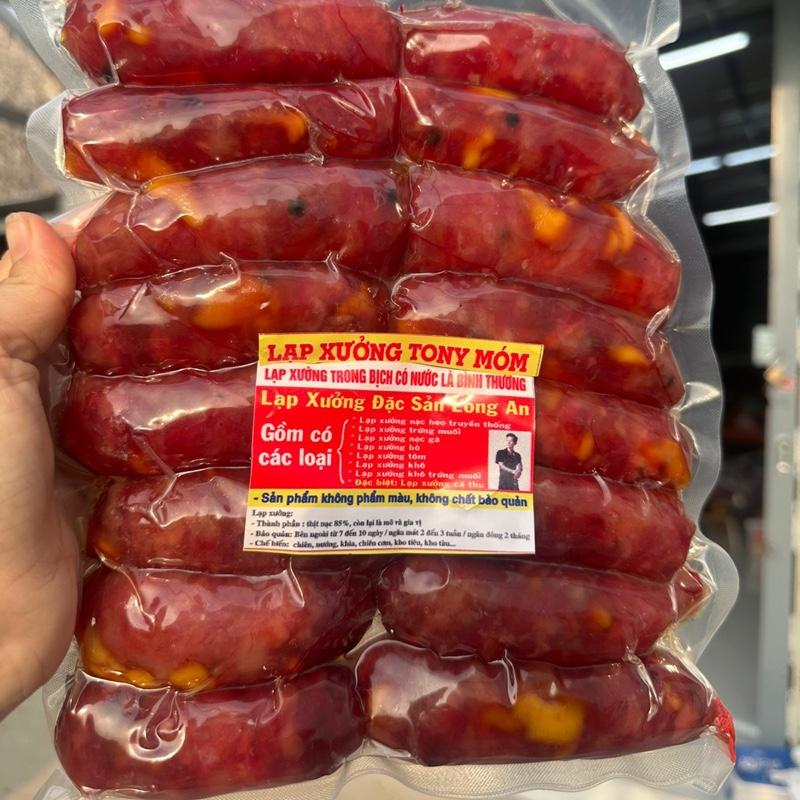 LẠP XƯỞNG TONY MÓM
LẠP XƯỞNG TRONG BỊCH CÓ NƯỚC LÀ BÌNH THƯỜNG
Lạp Xưởng Đặc Sản Long An
Gồm có
các loại
- Lạp xưởng nạc heo truyền thống
- Lạp xưởng trứng muối
- Lạp xưởng nạc gà
- Lạp xưởng bò
- Lạp xưởng tôm
- Lạp xưởng khô
- Lạp xưởng khô trứng muối
Đặc biệt: Lạp xưởng cá thu
- Sản phẩm không phẩm màu, không chất bảo quản
Lạp xưởng:
- Thành phần : thịt nạc 85%, còn lại là mỡ và gia vị
- Bảo quản: Bên ngoài từ 7 đến 10 ngày / ngăn mát 2 đến 3 tuần / ngăn đông 2 tháng
- Chế biến: chiên, nướng, khìa, chiên cơm, kho tiêu, kho tàu...